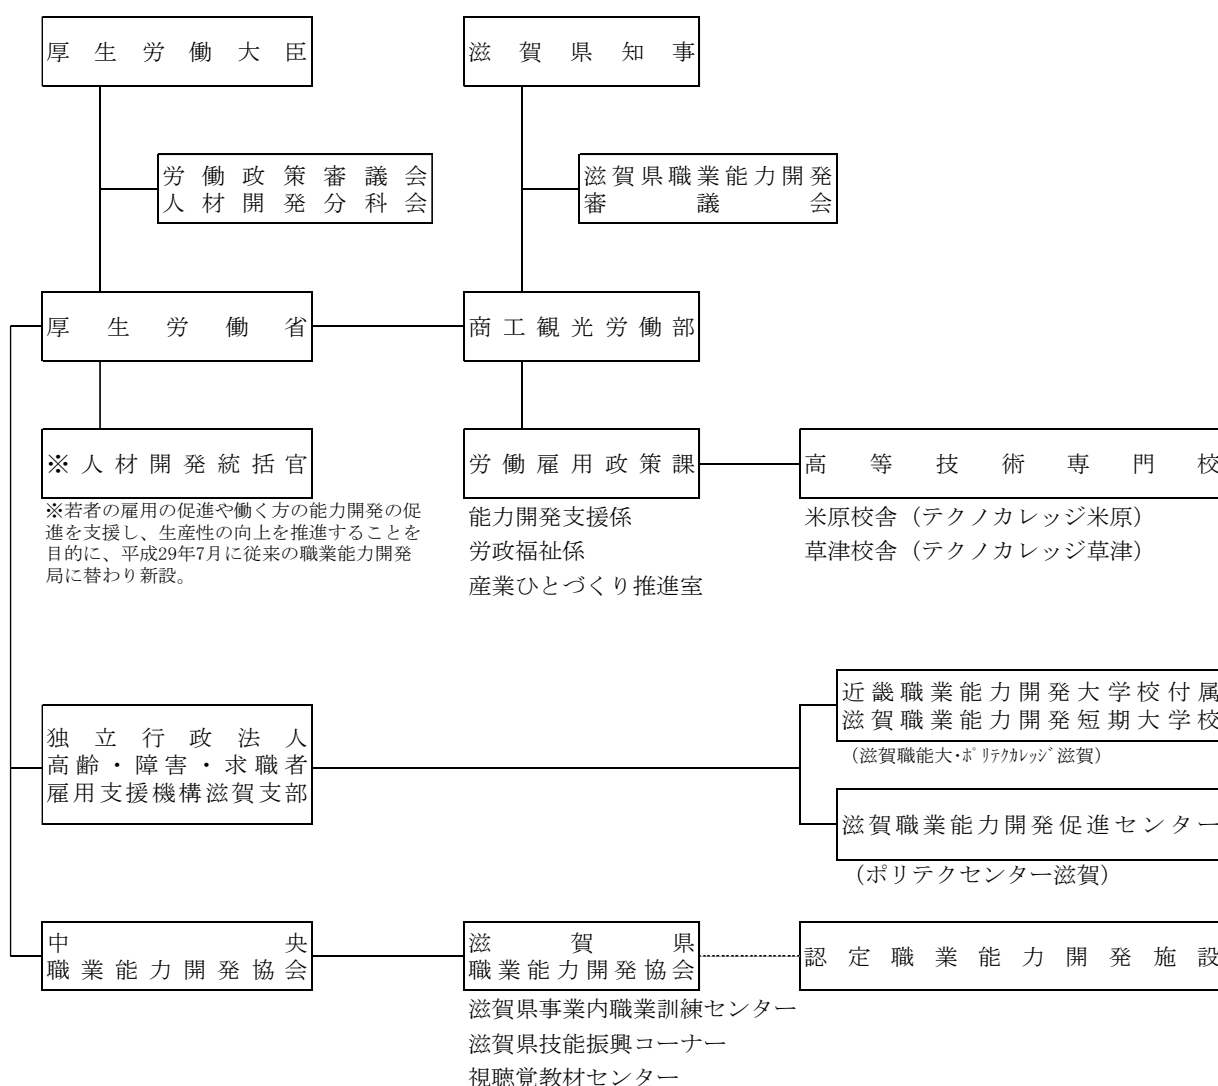 厚生労働大臣
滋賀県知事
労働政策審議会
人材開発分科会
滋賀県職業能力開発
審議会
厚生労働省
商工観光労働部
※人材開発統括官
※若者の雇用の促進や働く方の能力開発の促
進を支援し、生産性の向上を推進することを
目的に、平成29年7月に従来の職業能力開発
局に替わり新設。
労働雇用政策課
能力開発支援係
労政福祉係
産業ひとづくり推進室
高等技術専門校
米原校舎（テクノカレッジ米原）
草津校舎（テクノカレッジ草津）
独立行政法人
高齢・障害・求職者
雇用支援機構滋賀支部
近畿職業能力開発大学校付属
滋賀職業能力開発短期大学校
（滋賀職能大・ﾎﾟﾘﾃｸｶﾚｯｼﾞ滋賀）
滋賀職業能力開発促進センター
（ポリテクセンター滋賀）
中央
職業能力開発協会
滋賀県
職業能力開発協会
滋賀県事業内職業訓練センター
滋賀県技能振興コーナー
視聴覚教材センター
認定職業能力開発施設